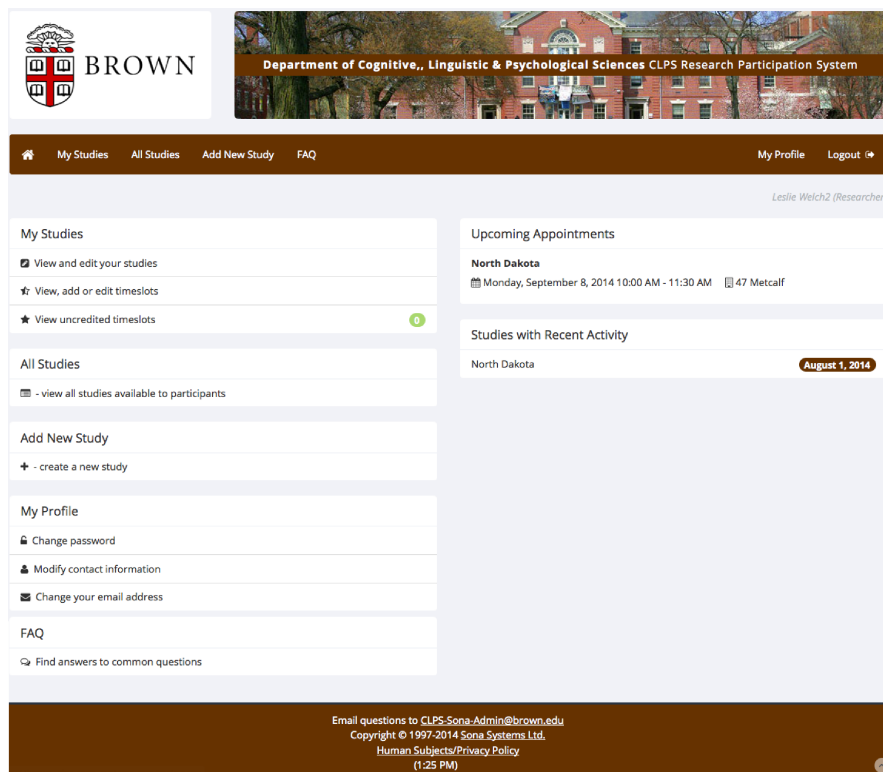 BROWN
Department of Cognitive,, Linguistic & Psychological Sciences CLPS Research Participation System
My Studies All Studies Add New Study FAQ My Profile Logout
Leslie Welch2 (Researcher
My Studies
View and edit your studies
View, add or edit timeslots
View uncredited timeslots 0
All Studies
- view all studies available to participants
Add New Study
- create a new study
My Profile
Change password
Modify contact information
Change your email address
FAQ
Find answers to common questions
Upcoming Appointments
North Dakota
Monday, September 8, 2014 10:00 AM - 11:30 AM 47 Metcalf
Studies with Recent Activity
North Dakota August 1, 2014
Email questions to CLPS-Sona-Admin@brown.edu
Copyright © 1997-2014 Sona Systems Ltd.
Human Subjects/Privacy Policy
(1:25 PM)